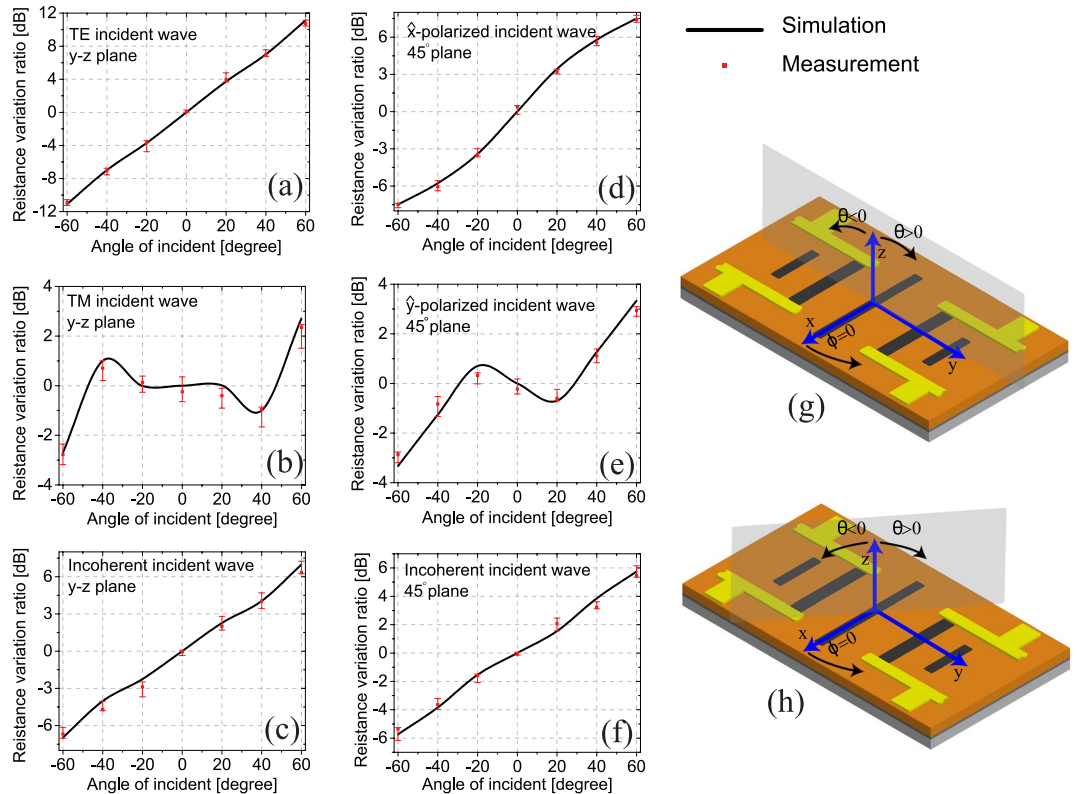 Reistance variation ratio [dB]
12
8
4
0
-4
-8
-12
TE incident wave
y-z plane
(a)
-60 -40 -20 0 20 40 60
Angle of incident [degree]
Reistance variation ratio [dB]
6
3
0
-3
-6
x̂-polarized incident wave
45° plane
(d)
-60 -40 -20 0 20 40 60
Angle of incident [degree]
Simulation
Measurement
Reistance variation ratio [dB]
4
2
0
-2
-4
TM incident wave
y-z plane
(b)
-60 -40 -20 0 20 40 60
Angle of incident [degree]
Reistance variation ratio [dB]
4
2
0
-2
-4
ŷ-polarized incident wave
45° plane
(e)
-60 -40 -20 0 20 40 60
Angle of incident [degree]
θ<0
θ>0
z
x
ϕ=0
y
(g)
Reistance variation ratio [dB]
6
3
0
-3
-6
Incoherent incident wave
y-z plane
(c)
-60 -40 -20 0 20 40 60
Angle of incident [degree]
Reistance variation ratio [dB]
6
4
2
0
-2
-4
-6
Incoherent incident wave
45° plane
(f)
-60 -40 -20 0 20 40 60
Angle of incident [degree]
θ<0
θ>0
z
x
ϕ=0
y
(h)